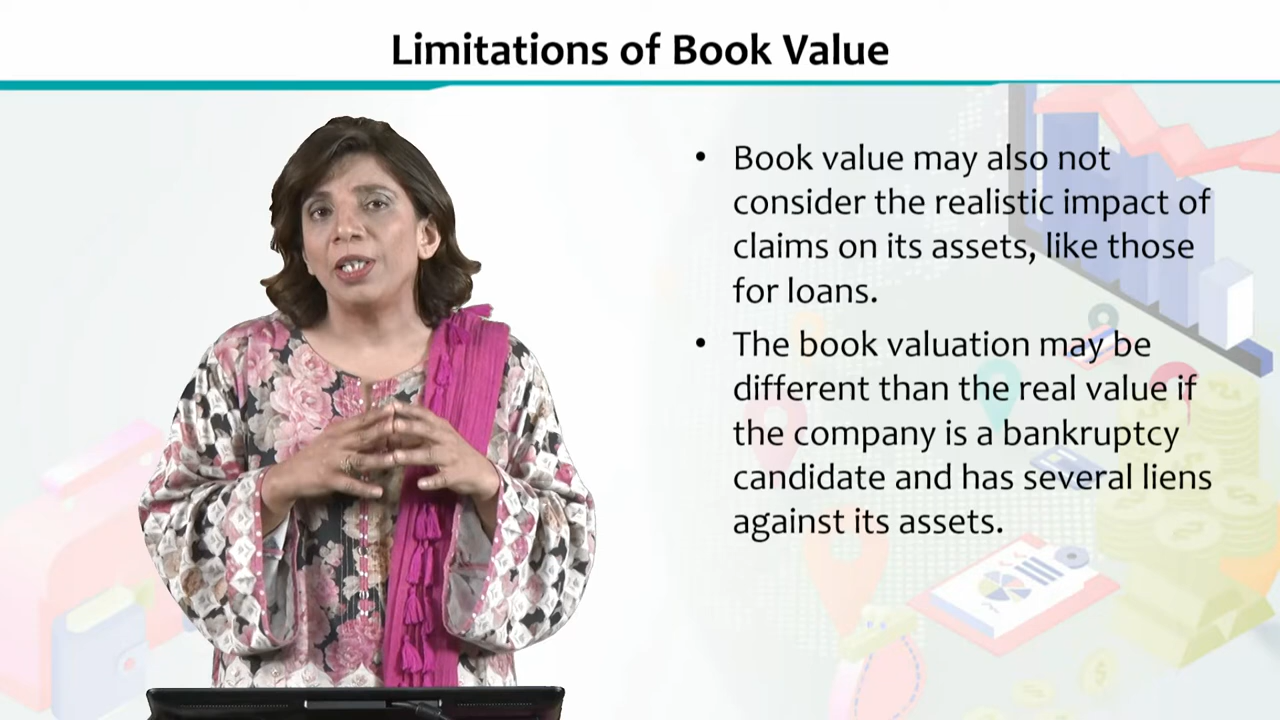 Limitations of Book Value
• Book value may also not
consider the realistic impact of
claims on its assets, like those
for loans.
• The book valuation may be
different than the real value if
the company is a bankruptcy
candidate and has several liens
against its assets.